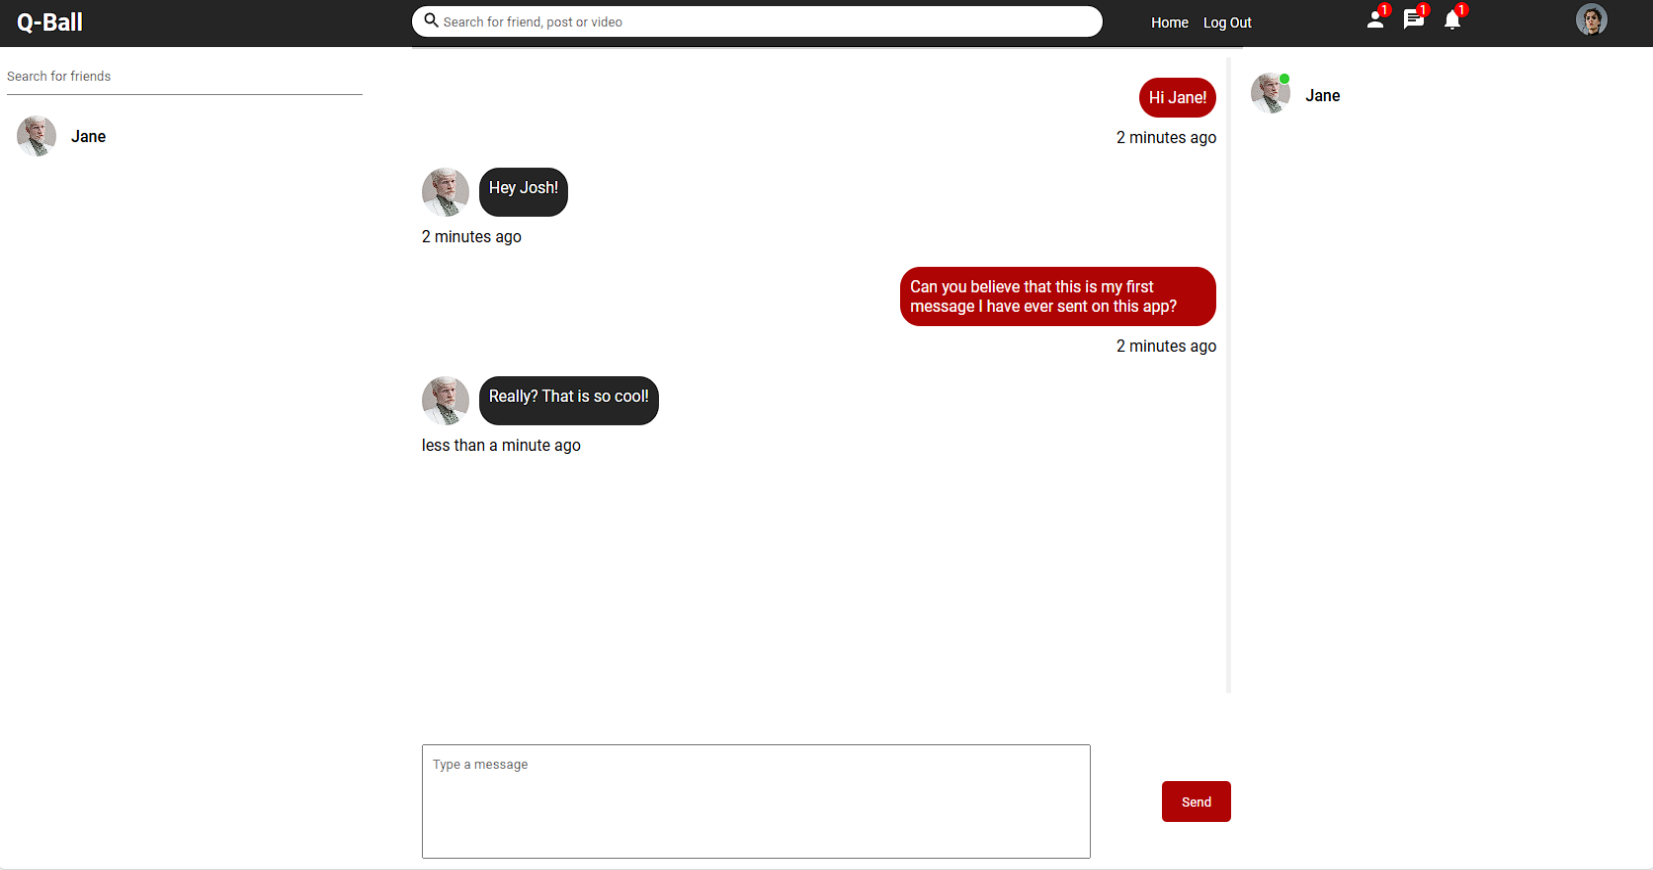 Q-Ball
Search for friend, post or video
Home
Log Out
1
1
1
Search for friends
Jane
Hi Jane!
2 minutes ago
Hey Josh!
2 minutes ago
Can you believe that this is my first
message I have ever sent on this app?
2 minutes ago
Really? That is so cool!
less than a minute ago
Type a message
Send
Jane